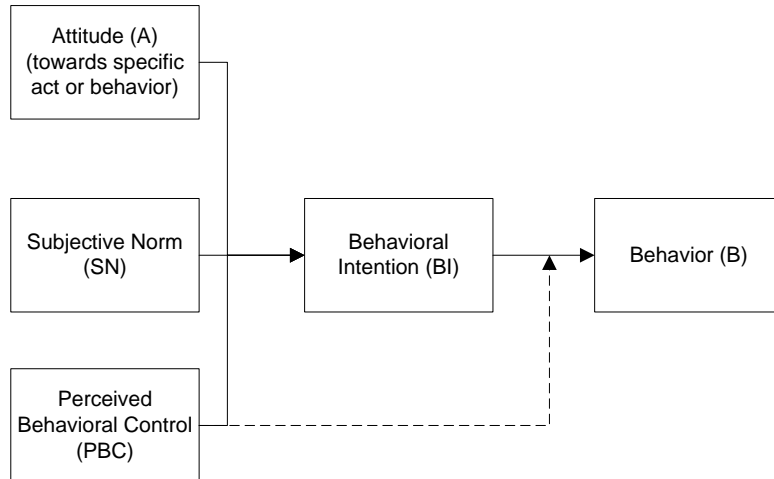 Attitude (A)
(towards specific
act or behavior)
Subjective Norm
(SN)
Behavioral
Intention (BI)
Behavior (B)
Perceived
Behavioral Control
(PBC)